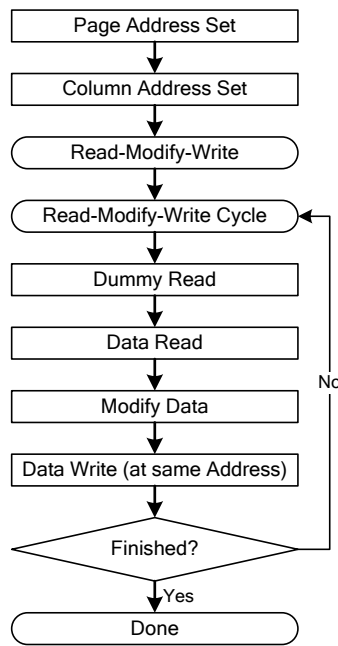 Page Address Set
Column Address Set
Read-Modify-Write
Read-Modify-Write Cycle
Dummy Read
Data Read
Modify Data
No
Data Write (at same Address)
Finished?
Yes
Done